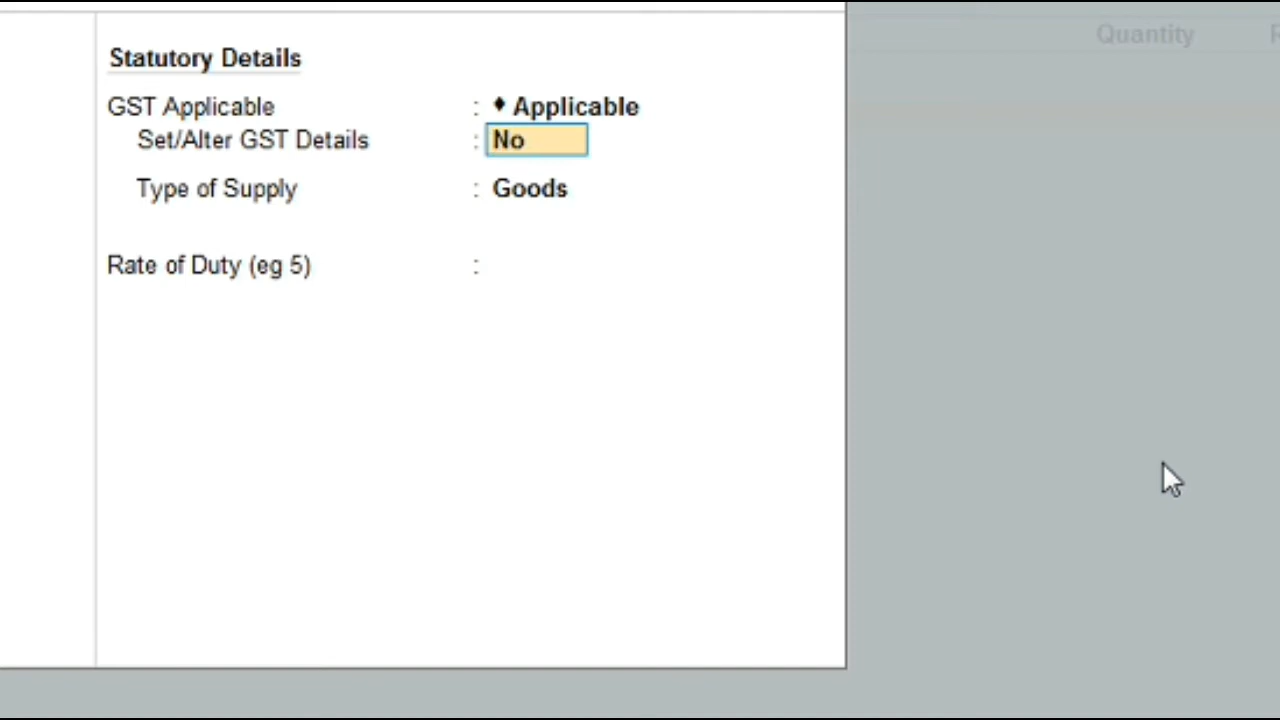 Quantity
Statutory Details
GST Applicable : ♦ Applicable
Set/Alter GST Details : No
Type of Supply : Goods
Rate of Duty (eg 5) :